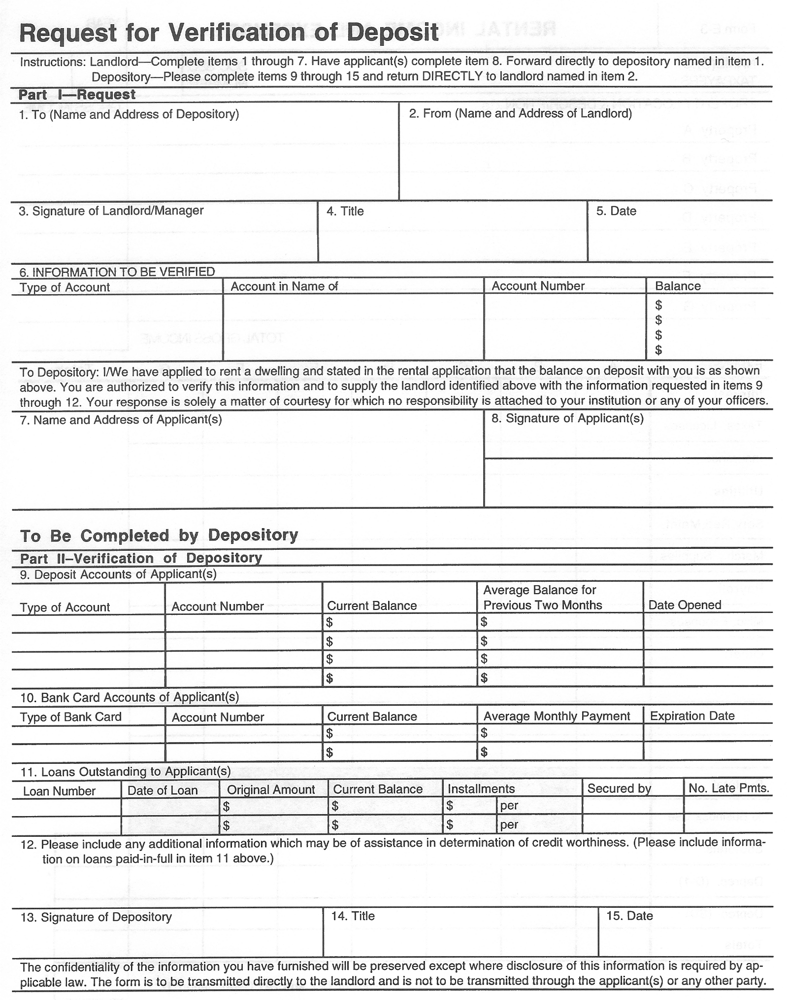 Request for Verification of Deposit
Instructions: Landlord—Complete items 1 through 7. Have applicant(s) complete item 8. Forward directly to depository named in item 1.
Depository—Please complete items 9 through 15 and return DIRECTLY to landlord named in item 2.
Part I—Request
1. To (Name and Address of Depository)
2. From (Name and Address of Landlord)
3. Signature of Landlord/Manager
4. Title
5. Date
6. INFORMATION TO BE VERIFIED
Type of Account
Account in Name of
Account Number
Balance
$
$
$
$
To Depository: I/We have applied to rent a dwelling and stated in the rental application that the balance on deposit with you is as shown
above. You are authorized to verify this information and to supply the landlord identified above with the information requested in items 9
through 12. Your response is solely a matter of courtesy for which no responsibility is attached to your institution or any of your officers.
7. Name and Address of Applicant(s)
8. Signature of Applicant(s)
To Be Completed by Depository
Part II–Verification of Depository
9. Deposit Accounts of Applicant(s)
Type of Account
Account Number
Current Balance
Average Balance for
Previous Two Months
Date Opened
$ $
$ $
$ $
$ $
10. Bank Card Accounts of Applicant(s)
Type of Bank Card
Account Number
Current Balance
Average Monthly Payment
Expiration Date
$ $
$ $
11. Loans Outstanding to Applicant(s)
Loan Number
Date of Loan
Original Amount
Current Balance
Installments
Secured by
No. Late Pmts.
$ $ $ per
$ $ $ per
12. Please include any additional information which may be of assistance in determination of credit worthiness. (Please include informa-
tion on loans paid-in-full in item 11 above.)
13. Signature of Depository
14. Title
15. Date
The confidentiality of the information you have furnished will be preserved except where disclosure of this information is required by ap-
plicable law. The form is to be transmitted directly to the landlord and is not to be transmitted through the applicant(s) or any other party.